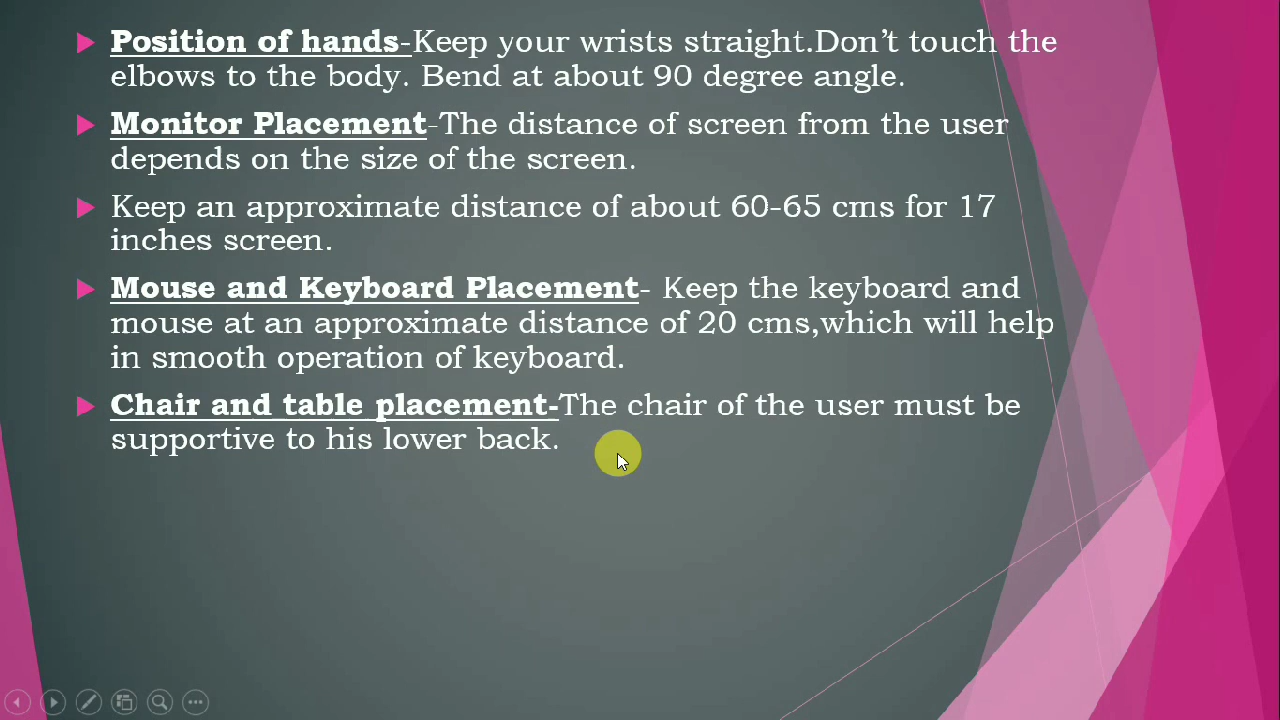 Position of hands-Keep your wrists straight.Don’t touch the
elbows to the body. Bend at about 90 degree angle.
Monitor Placement-The distance of screen from the user
depends on the size of the screen.
Keep an approximate distance of about 60-65 cms for 17
inches screen.
Mouse and Keyboard Placement- Keep the keyboard and
mouse at an approximate distance of 20 cms,which will help
in smooth operation of keyboard.
Chair and table placement-The chair of the user must be
supportive to his lower back.